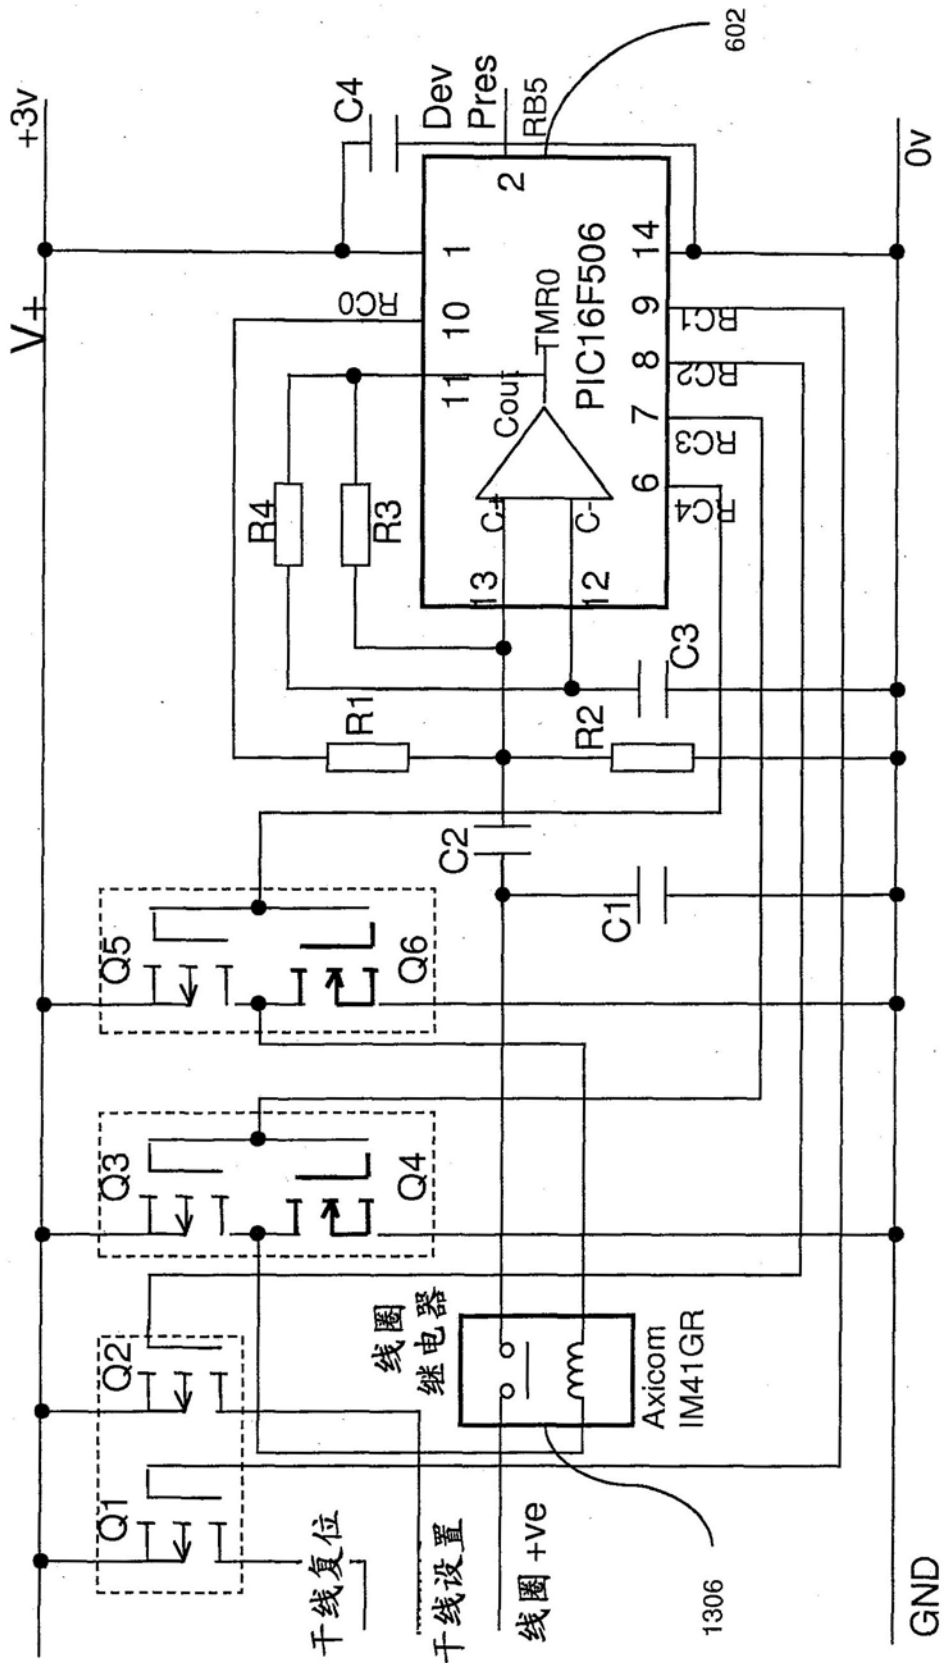 V+
+3v
C4
Dev
Pres
RB5
602
RC0
1
10
11
2
R4
R3
Cout
TMR0
PIC16F506
C+
C-
13
12
14
9
8
7
6
RC1
RC2
RC3
RC4
0v
R1
R2
C3
C2
C1
Q5
Q6
Q3
Q4
Q1
Q2
线圈
继电器
Axicom
IM41GR
1306
干线复位
干线设置
线圈 +ve
GND